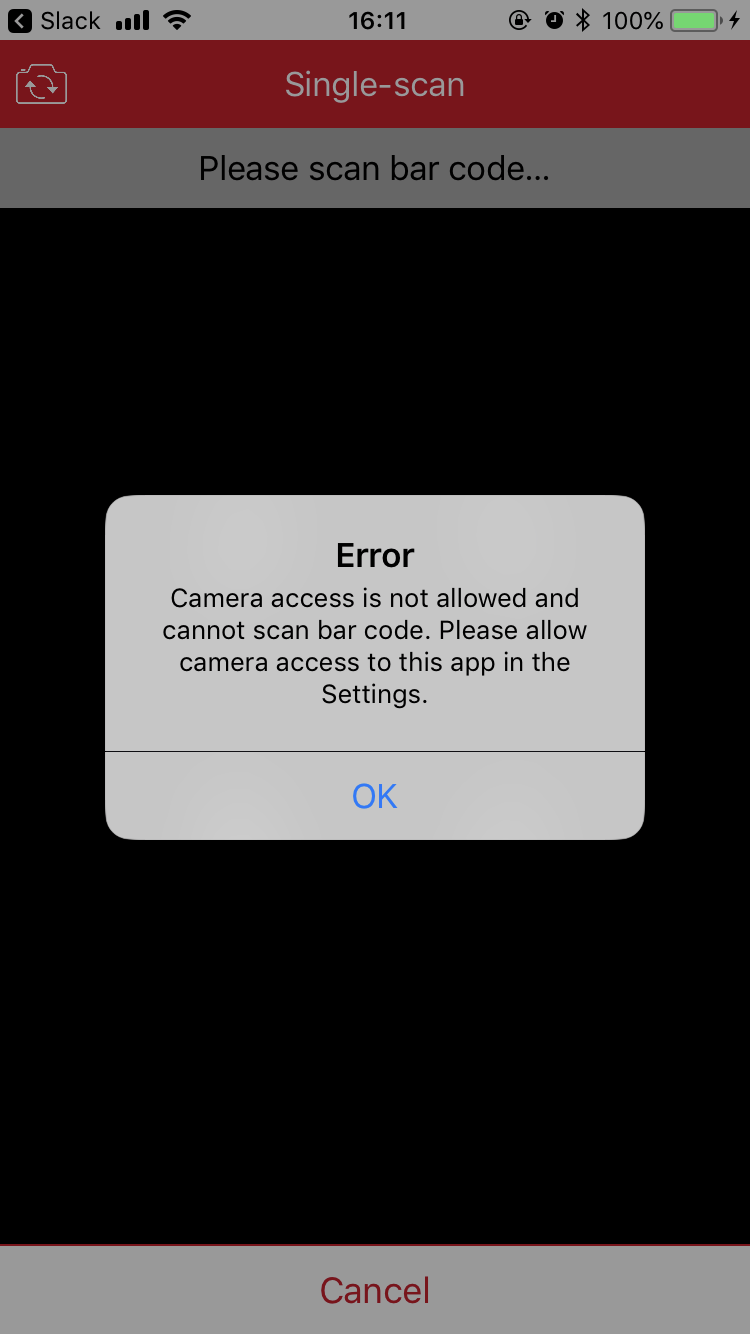 Slack 16:11 100%
Single-scan
Please scan bar code...
Error
Camera access is not allowed and
cannot scan bar code. Please allow
camera access to this app in the
Settings.
OK
Cancel